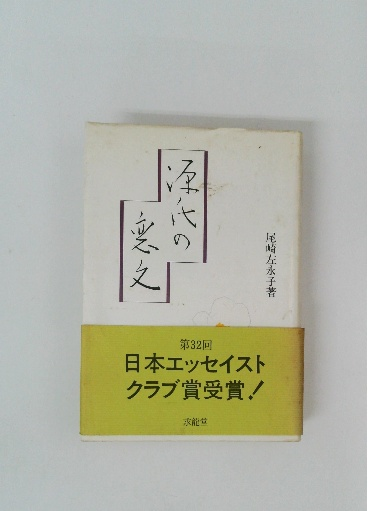 源氏の
恋文
尾崎左永子著
第32回
日本エッセイスト
クラブ賞受賞!
求龍堂